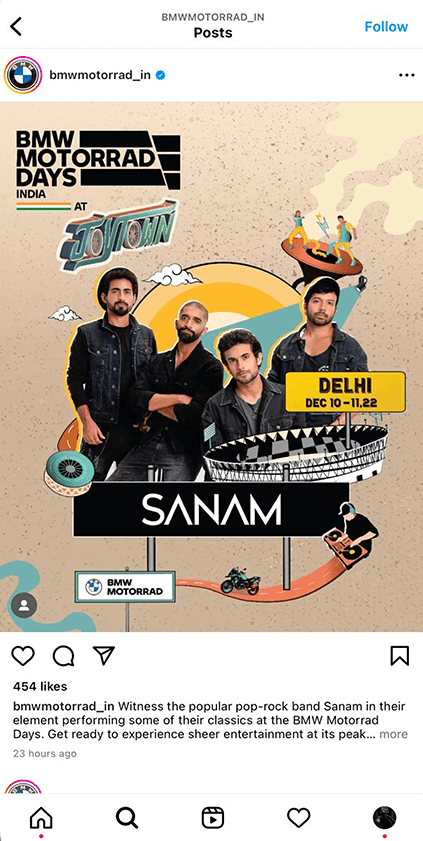 BMWMOTORRAD_IN
Posts
Follow
bmwmotorrad_in
BMW
MOTORRAD
DAYS
INDIA
AT
JOYTOWN
DELHI
DEC 10-11,22
SANAM
BMW
MOTORRAD
454 likes
bmwmotorrad_in Witness the popular pop-rock band Sanam in their
element performing some of their classics at the BMW Motorrad
Days. Get ready to experience sheer entertainment at its peak... more
23 hours ago